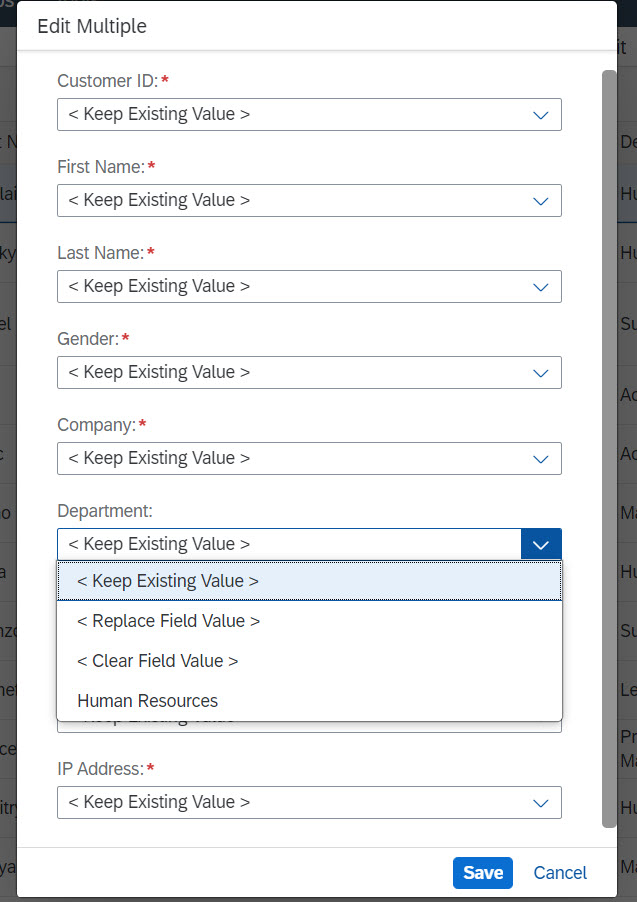 Edit Multiple
Customer ID:*
< Keep Existing Value >
First Name:*
< Keep Existing Value >
Last Name:*
< Keep Existing Value >
Gender:*
< Keep Existing Value >
Company:*
< Keep Existing Value >
Department:
< Keep Existing Value >
< Keep Existing Value >
< Replace Field Value >
< Clear Field Value >
Human Resources
IP Address:*
< Keep Existing Value >
Save Cancel